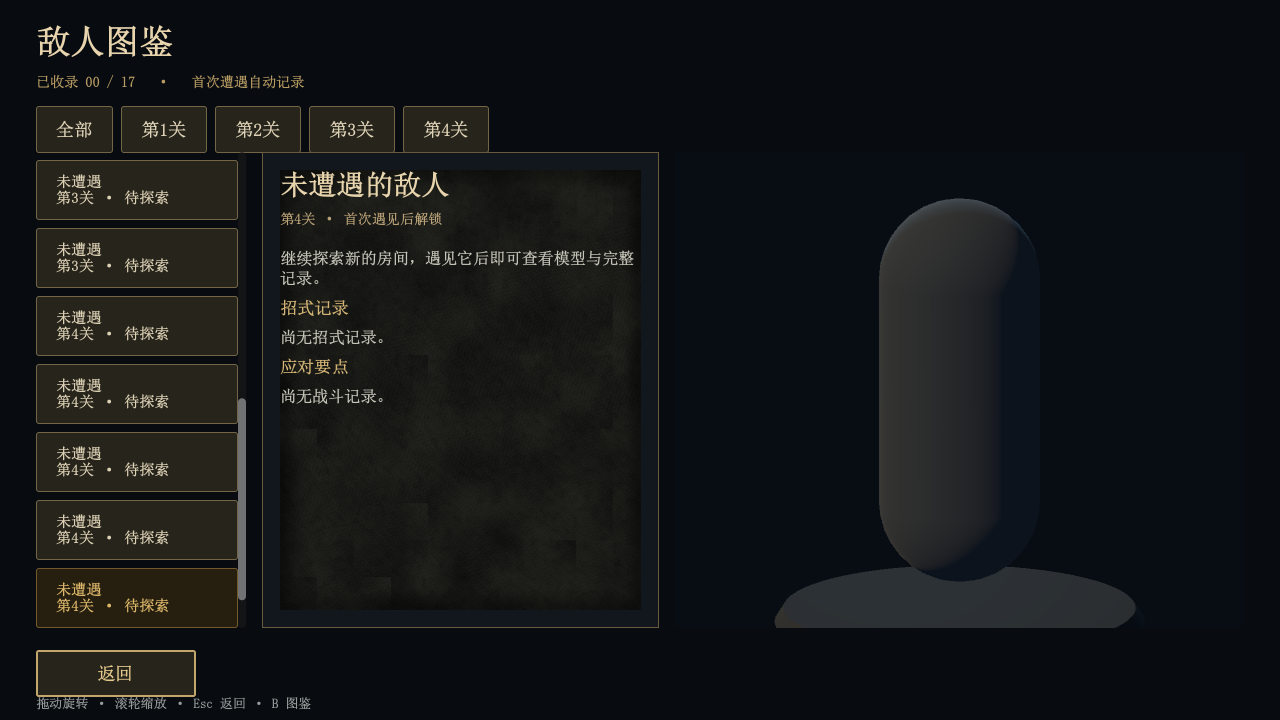 敌人图鉴
已收录 00 / 17 • 首次遭遇自动记录
全部 第1关 第2关 第3关 第4关
未遭遇
第3关 • 待探索
未遭遇
第3关 • 待探索
未遭遇
第4关 • 待探索
未遭遇
第4关 • 待探索
未遭遇
第4关 • 待探索
未遭遇
第4关 • 待探索
未遭遇
第4关 • 待探索
未遭遇的敌人
第4关 • 首次遇见后解锁
继续探索新的房间，遇见它后即可查看模型与完整
记录。
招式记录
尚无招式记录。
应对要点
尚无战斗记录。
返回
拖动旋转 • 滚轮缩放 • Esc 返回 • B 图鉴